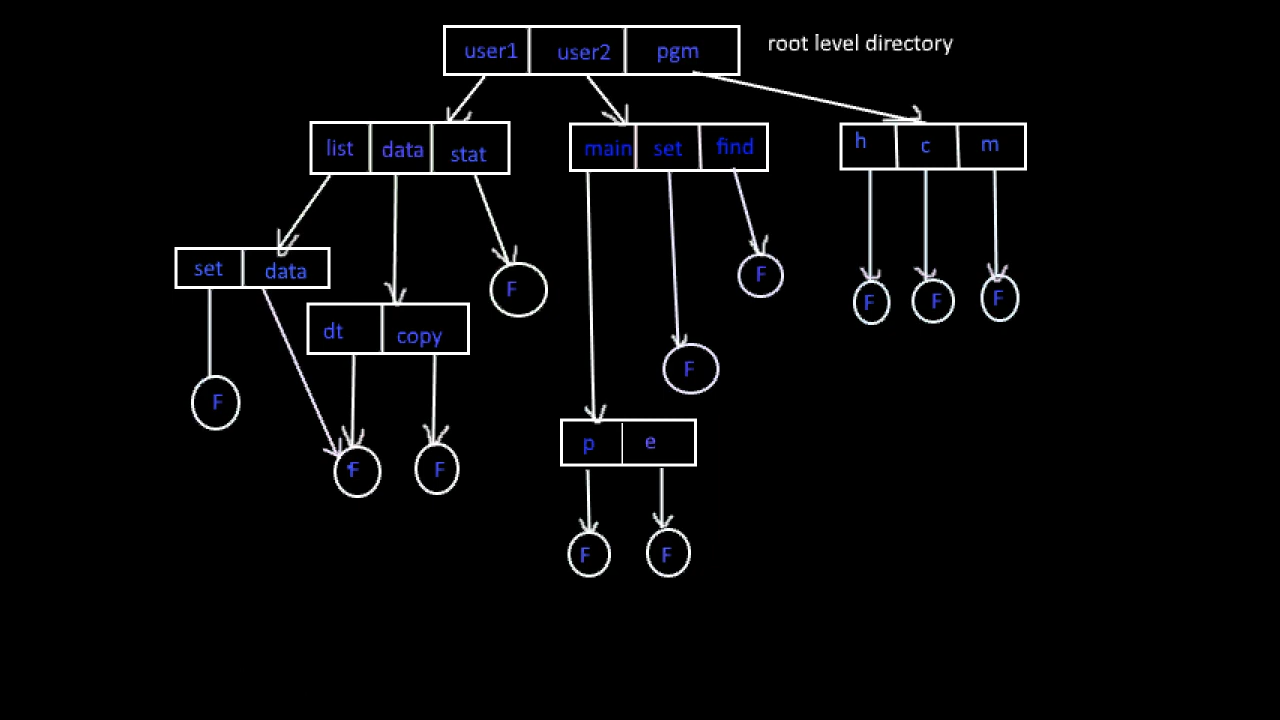 user1 user2 pgm root level directory
list data stat main set find h c m
set data F F
dt copy F F F
F F
F F p e
F F